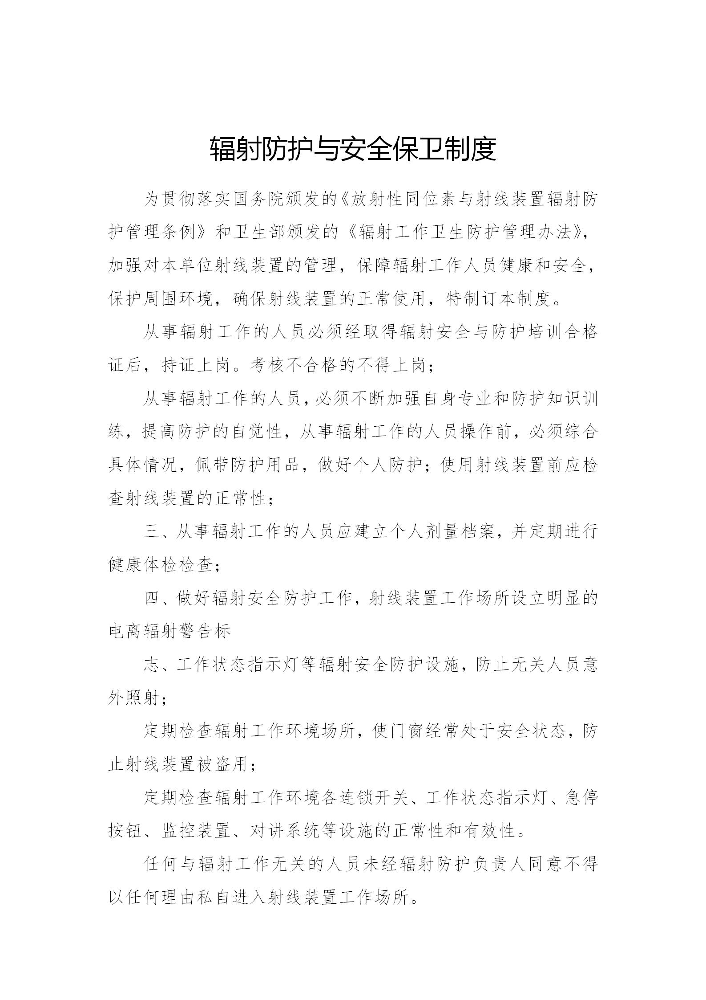 辐射防护与安全保卫制度
为贯彻落实国务院颁发的《放射性同位素与射线装置辐射防
护管理条例》和卫生部颁发的《辐射工作卫生防护管理办法》，
加强对本单位射线装置的管理，保障辐射工作人员健康和安全，
保护周围环境，确保射线装置的正常使用，特制订本制度。
从事辐射工作的人员必须经取得辐射安全与防护培训合格
证后，持证上岗。考核不合格的不得上岗；
从事辐射工作的人员，必须不断加强自身专业和防护知识训
练，提高防护的自觉性，从事辐射工作的人员操作前，必须综合
具体情况，佩带防护用品，做好个人防护；使用射线装置前应检
查射线装置的正常性；
三、从事辐射工作的人员应建立个人剂量档案，并定期进行
健康体检检查；
四、做好辐射安全防护工作，射线装置工作场所设立明显的
电离辐射警告标
志、工作状态指示灯等辐射安全防护设施，防止无关人员意
外照射；
定期检查辐射工作环境场所，使门窗经常处于安全状态，防
止射线装置被盗用；
定期检查辐射工作环境各连锁开关、工作状态指示灯、急停
按钮、监控装置、对讲系统等设施的正常性和有效性。
任何与辐射工作无关的人员未经辐射防护负责人同意不得
以任何理由私自进入射线装置工作场所。